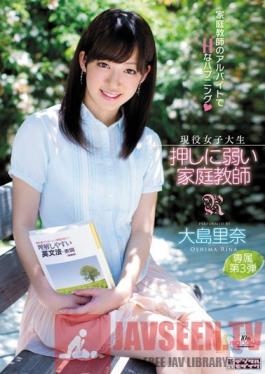 家庭教師のアルバイトで
Hなハプニング♥
現役女子大生
押しに弱い
家庭教師
PERFORMED BY
大島里奈
OSHIMA RINA
専属
第3弾
理解しやすい
英文法
JAVSEEN.TV
FREE JAV LIBRARY